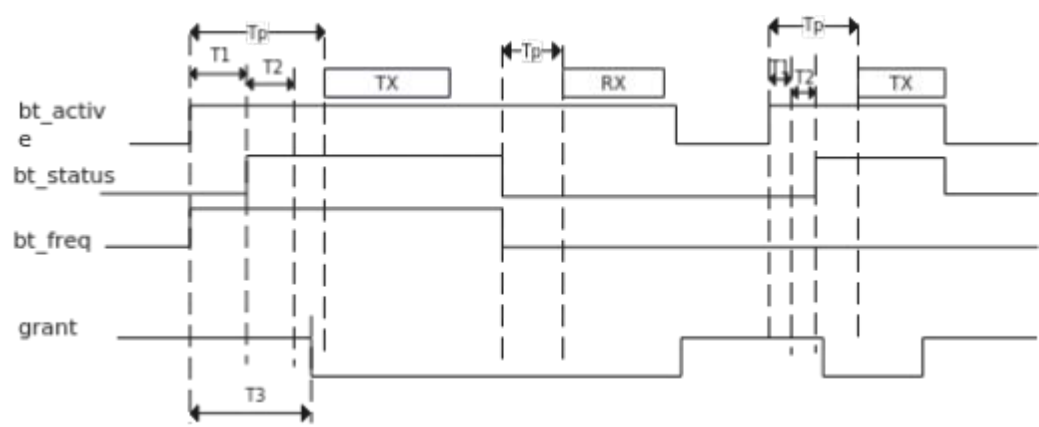 Tp
Tp
Tp
T1
T2
T1
T2
TX
RX
TX
bt_activ
e
bt_status
bt_freq
grant
T3